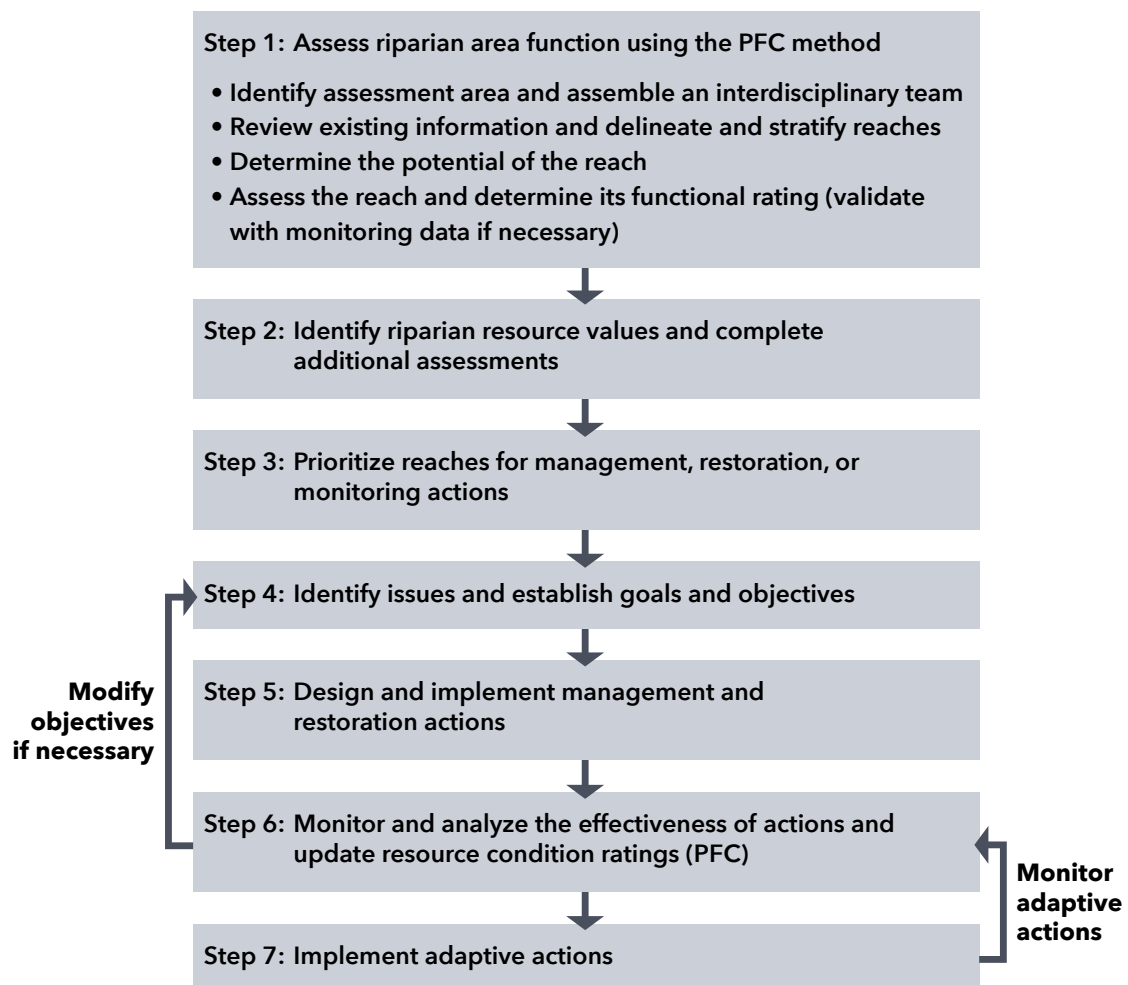 Step 1: Assess riparian area function using the PFC method
• Identify assessment area and assemble an interdisciplinary team
• Review existing information and delineate and stratify reaches
• Determine the potential of the reach
• Assess the reach and determine its functional rating (validate
with monitoring data if necessary)
Step 2: Identify riparian resource values and complete
additional assessments
Step 3: Prioritize reaches for management, restoration, or
monitoring actions
Step 4: Identify issues and establish goals and objectives
Modify
objectives
if necessary
Step 5: Design and implement management and
restoration actions
Step 6: Monitor and analyze the effectiveness of actions and
update resource condition ratings (PFC)
Monitor
adaptive
actions
Step 7: Implement adaptive actions